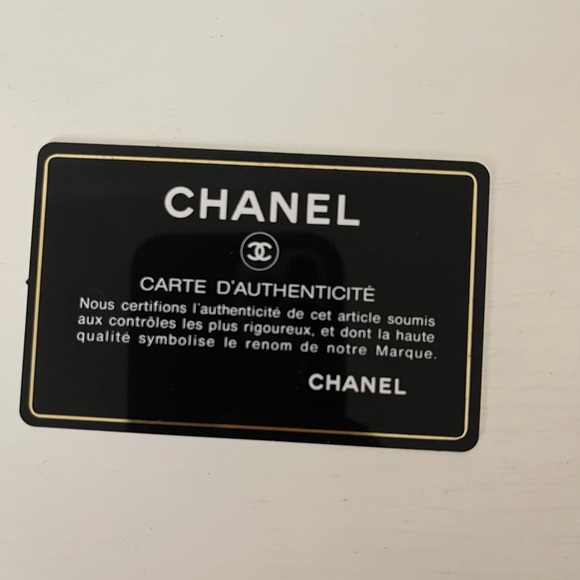 CHANEL
CARTE D'AUTHENTICITÉ
Nous certifions l'authenticité de cet article soumis
aux contrôles les plus rigoureux, et dont la haute
qualité symbolise le renom de notre Marque.
CHANEL